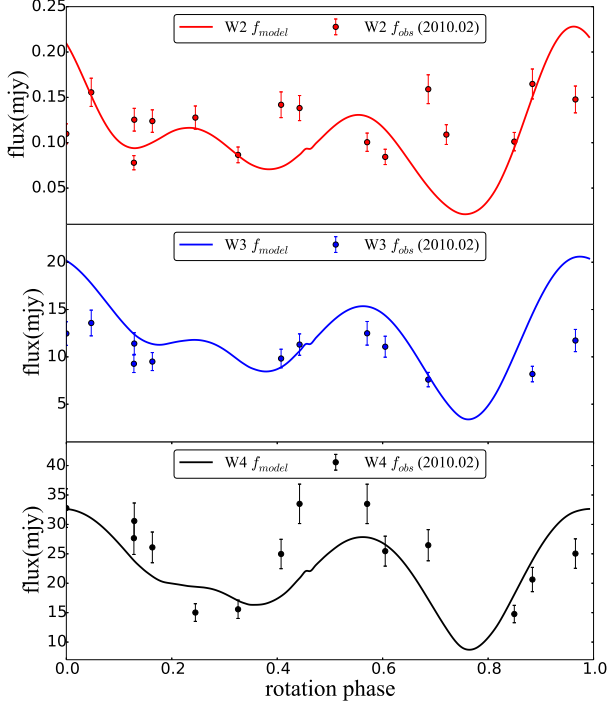 0.25
W2 f_model W2 f_obs (2010.02)
0.20
0.15
0.10
0.05
flux(mjy)
W3 f_model W3 f_obs (2010.02)
20
15
10
5
flux(mjy)
W4 f_model W4 f_obs (2010.02)
40
35
30
25
20
15
10
flux(mjy)
0.0 0.2 0.4 0.6 0.8 1.0
rotation phase